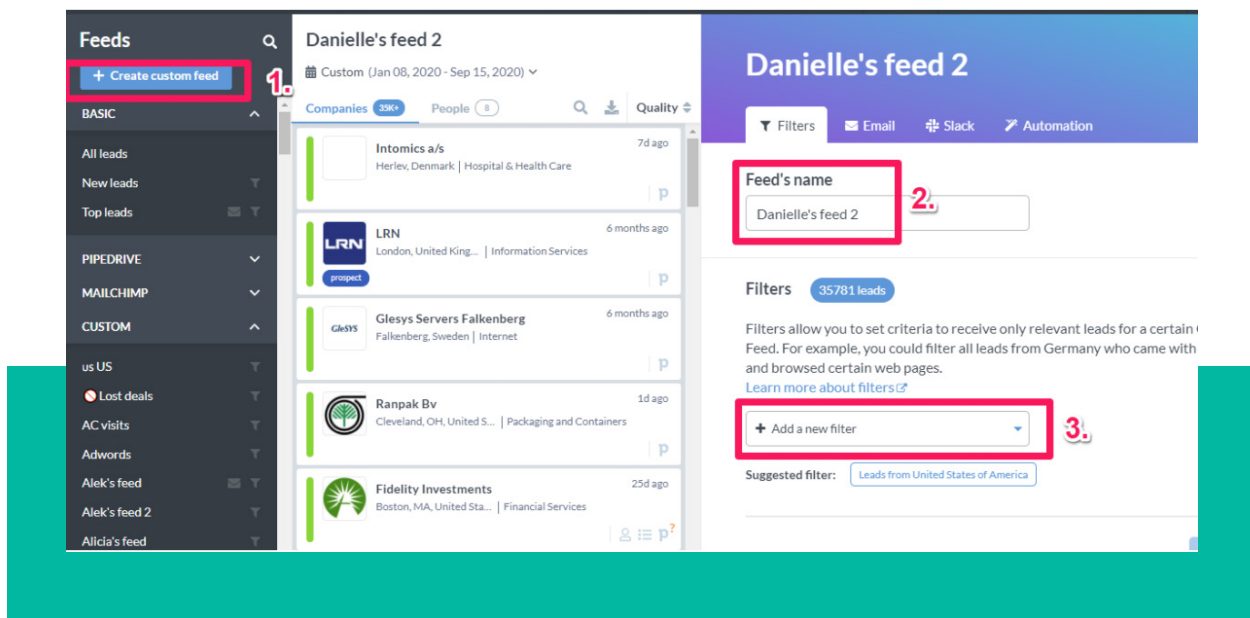 Feeds
+ Create custom feed
1.
BASIC
All leads
New leads
Top leads
PIPEDRIVE
MAILCHIMP
CUSTOM
us US
Lost deals
AC visits
Adwords
Alek's feed
Alek's feed 2
Alicia's feed
Danielle's feed 2
Custom (Jan 08, 2020 - Sep 15, 2020)
Companies 35K+ People 8 Quality
Intomics a/s 7d ago
Herlev, Denmark | Hospital & Health Care
p
LRN
LRN 6 months ago
London, United King... | Information Services
prospect
p
GleSYS
Glesys Servers Falkenberg 6 months ago
Falkenberg, Sweden | Internet
p
Ranpak Bv 1d ago
Cleveland, OH, United S... | Packaging and Containers
p
Fidelity Investments 25d ago
Boston, MA, United Sta... | Financial Services
p?
Danielle's feed 2
Filters Email Slack Automation
Feed's name
Danielle's feed 2
2.
Filters 35781 leads
Filters allow you to set criteria to receive only relevant leads for a certain
Feed. For example, you could filter all leads from Germany who came with
and browsed certain web pages.
Learn more about filters
+ Add a new filter
3.
Suggested filter: Leads from United States of America